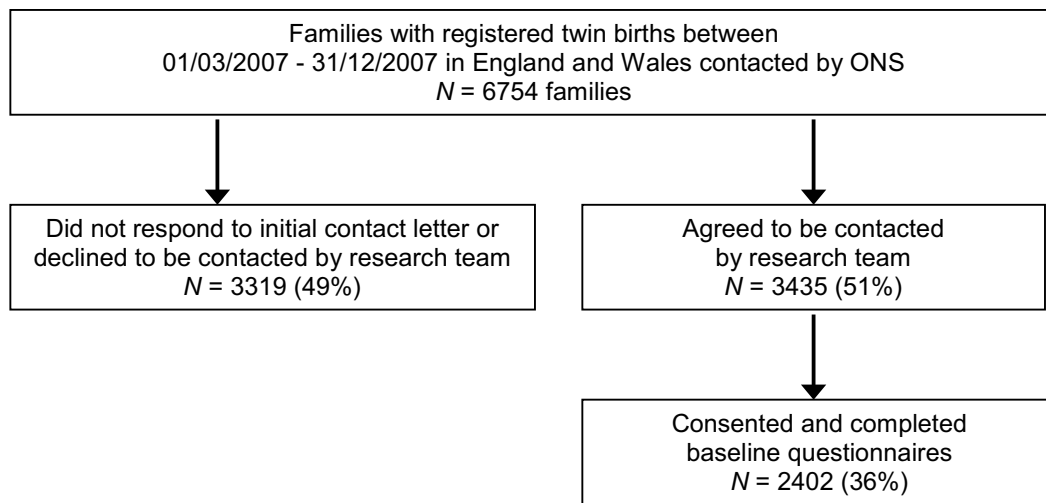 Families with registered twin births between
01/03/2007 - 31/12/2007 in England and Wales contacted by ONS
N = 6754 families
Did not respond to initial contact letter or
declined to be contacted by research team
N = 3319 (49%)
Agreed to be contacted
by research team
N = 3435 (51%)
Consented and completed
baseline questionnaires
N = 2402 (36%)